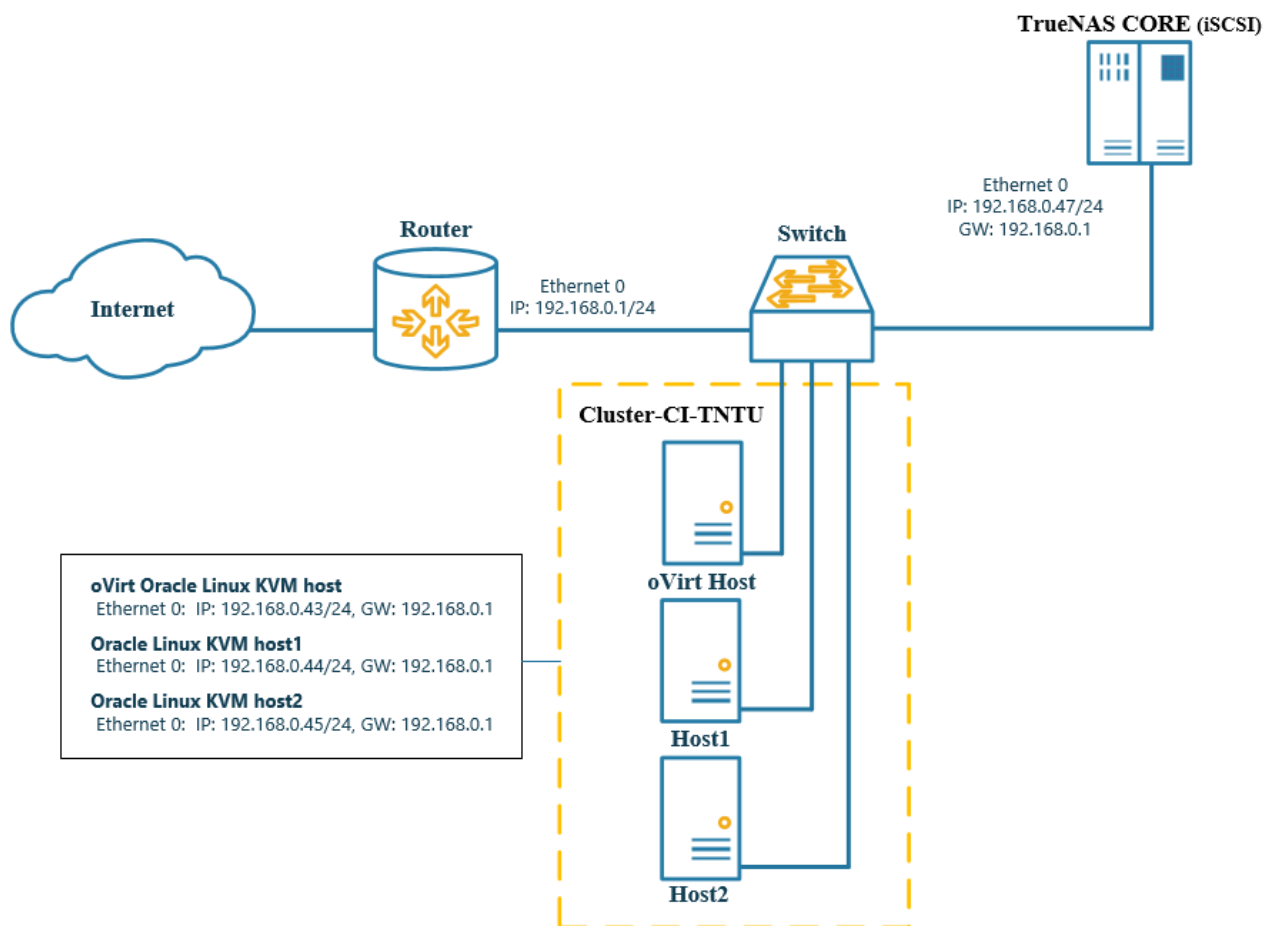 TrueNAS CORE (iSCSI)
Ethernet 0
IP: 192.168.0.47/24
GW: 192.168.0.1
Router
Switch
Internet
Ethernet 0
IP: 192.168.0.1/24
Cluster-CI-TNTU
oVirt Host
oVirt Oracle Linux KVM host
Ethernet 0: IP: 192.168.0.43/24, GW: 192.168.0.1
Oracle Linux KVM host1
Ethernet 0: IP: 192.168.0.44/24, GW: 192.168.0.1
Oracle Linux KVM host2
Ethernet 0: IP: 192.168.0.45/24, GW: 192.168.0.1
Host1
Host2